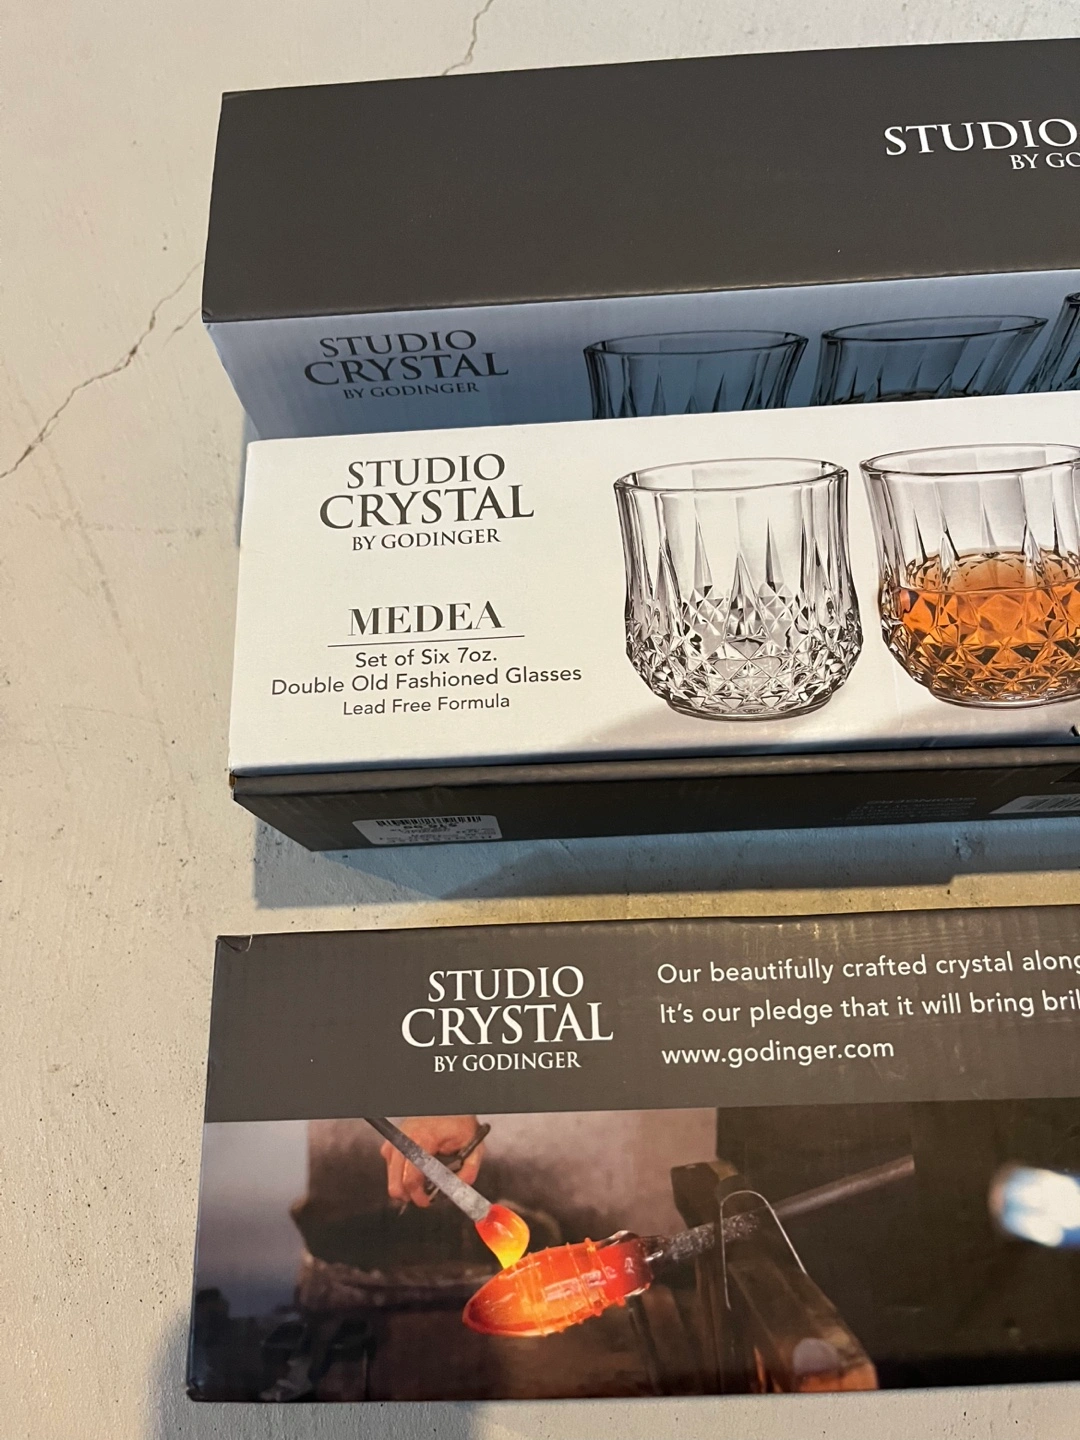 STUDIO
BY GO
STUDIO
CRYSTAL
BY GODINGER
STUDIO
CRYSTAL
BY GODINGER
MEDEA
Set of Six 7oz.
Double Old Fashioned Glasses
Lead Free Formula
STUDIO
CRYSTAL
BY GODINGER
Our beautifully crafted crystal along
It's our pledge that it will bring bril
www.godinger.com